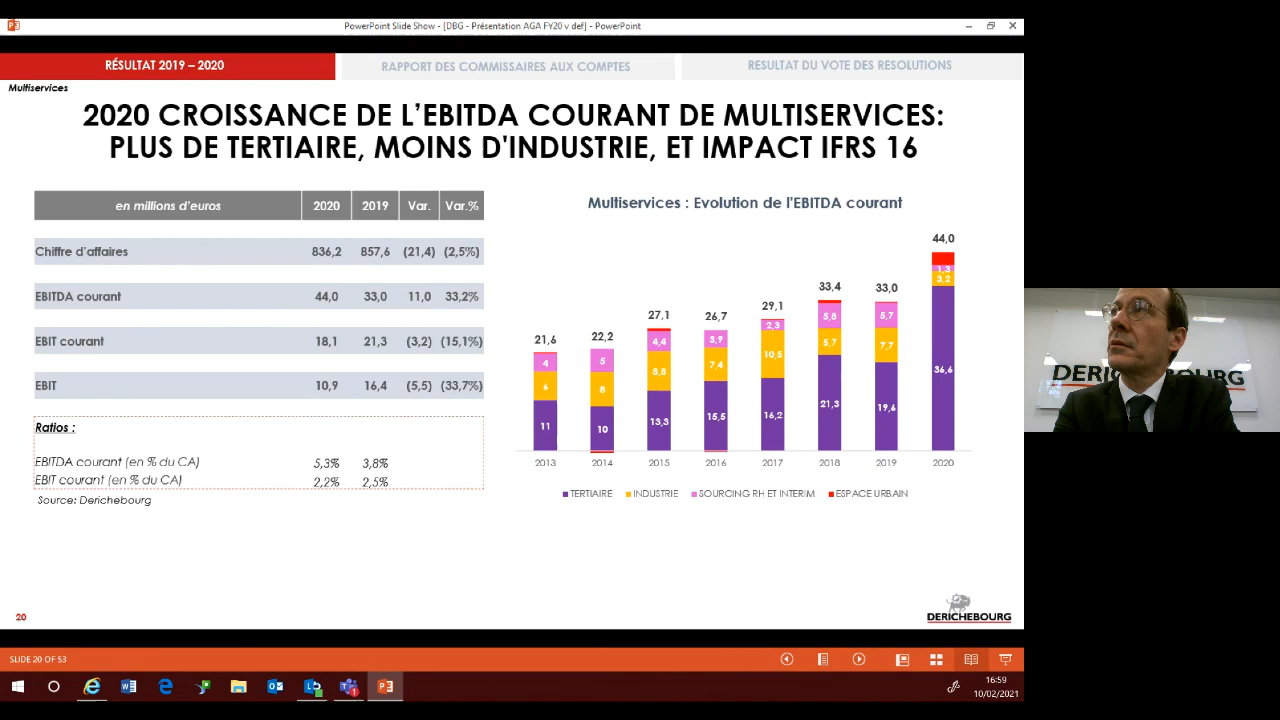 PowerPoint Slide Show - [DBG - Présentation AGA FY20 v def] - PowerPoint
RÉSULTAT 2019 – 2020
RAPPORT DES COMMISSAIRES AUX COMPTES
RESULTAT DU VOTE DES RESOLUTIONS
Multiservices
2020 CROISSANCE DE L'EBITDA COURANT DE MULTISERVICES:
PLUS DE TERTIAIRE, MOINS D'INDUSTRIE, ET IMPACT IFRS 16
en millions d'euros 2020 2019 Var. Var.%
Chiffre d'affaires 836,2 857,6 (21,4) (2,5%)
EBITDA courant 44,0 33,0 11,0 33,2%
EBIT courant 18,1 21,3 (3,2) (15,1%)
EBIT 10,9 16,4 (5,5) (33,7%)
Ratios :
EBITDA courant (en % du CA) 5,3% 3,8%
EBIT courant (en % du CA) 2,2% 2,5%
Source: Derichebourg
Multiservices : Evolution de l'EBITDA courant
21,6 22,2 27,1 26,7 29,1 33,4 33,0 44,0
4 5 4,4 3,9 2,3 5,8 5,7 1,3
6 8 8,8 7,4 10,5 5,7 7,7 3,2
11 10 13,3 15,5 16,2 21,3 19,6 36,6
2013 2014 2015 2016 2017 2018 2019 2020
TERTIAIRE INDUSTRIE SOURCING RH ET INTERIM ESPACE URBAIN
20
DERICHEBOURG
SLIDE 20 OF 53
16:59
10/02/2021
DERICHEBOURG